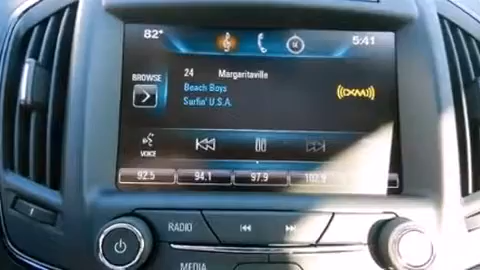 82° 5:41
BROWSE
24 Margaritaville
Beach Boys
Surfin' U.S.A.
((XM))
VOICE
92.5 94.1 97.9 102.9
RADIO
MEDIA